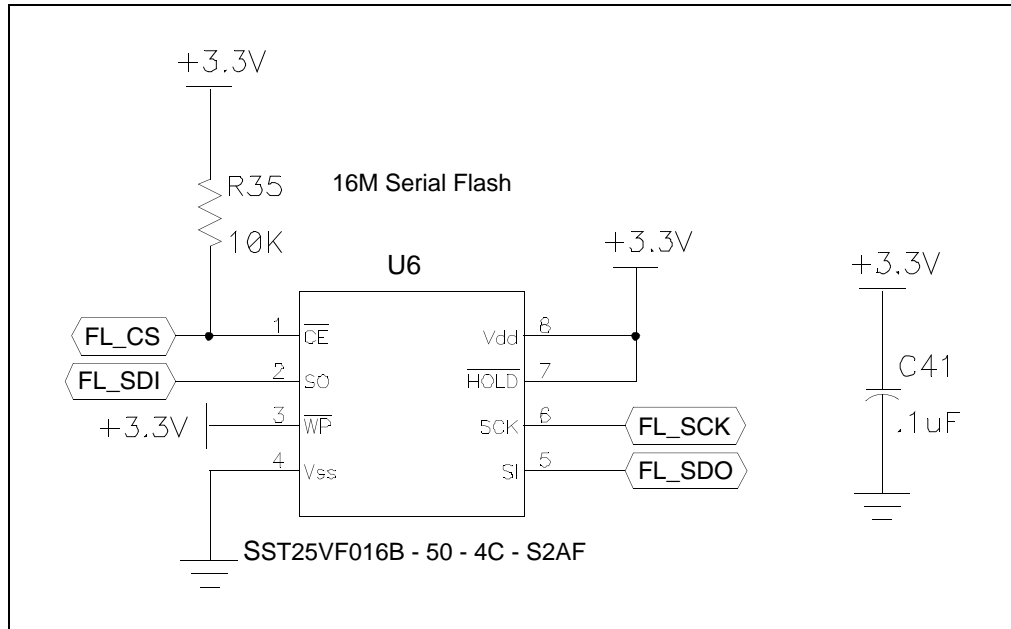 +3.3V
R35
10K
16M Serial Flash
U6
+3.3V
+3.3V
FL_CS
1
CE
Vdd
8
FL_SDI
2
SO
HOLD
7
+3.3V
3
WP
SCK
6
FL_SCK
4
Vss
SI
5
FL_SDO
C41
.1uF
SST25VF016B - 50 - 4C - S2AF